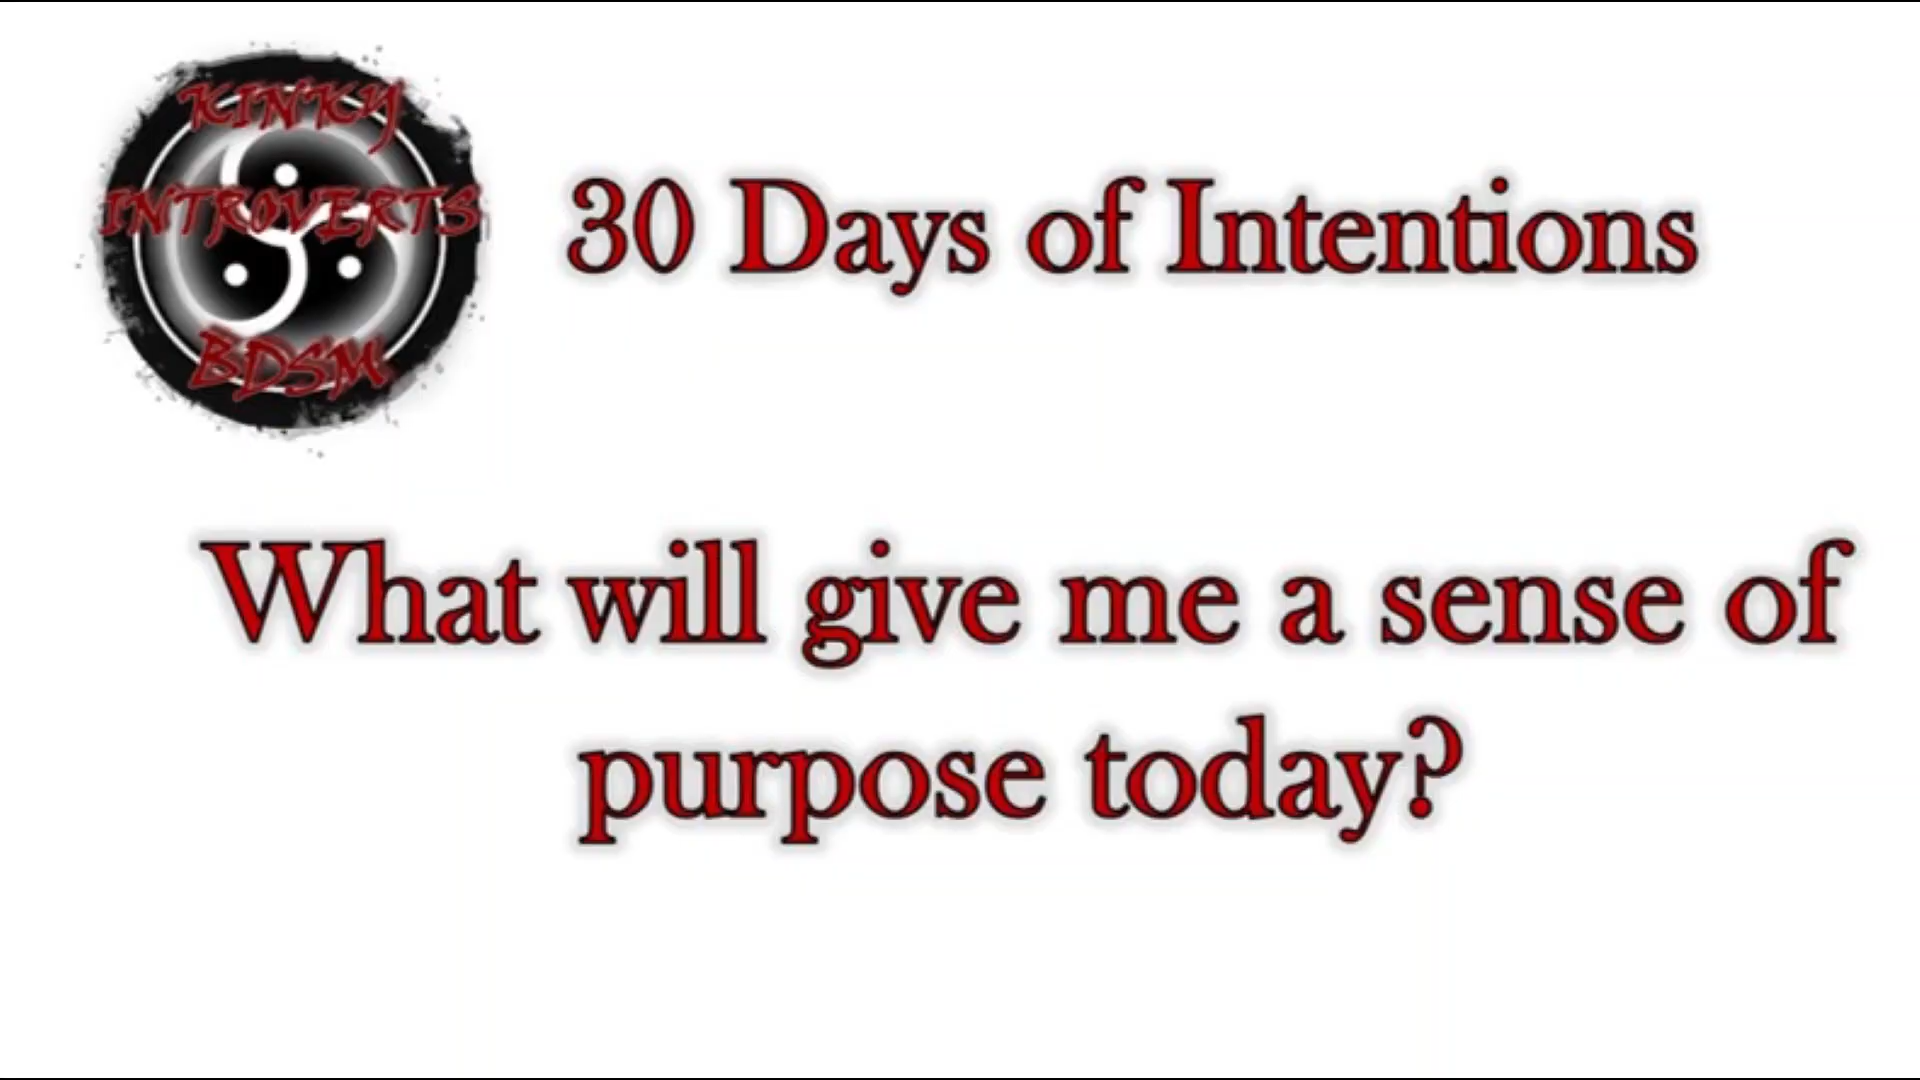 KINKY
INTROVERTS
BDSM
30 Days of Intentions
What will give me a sense of
purpose today?